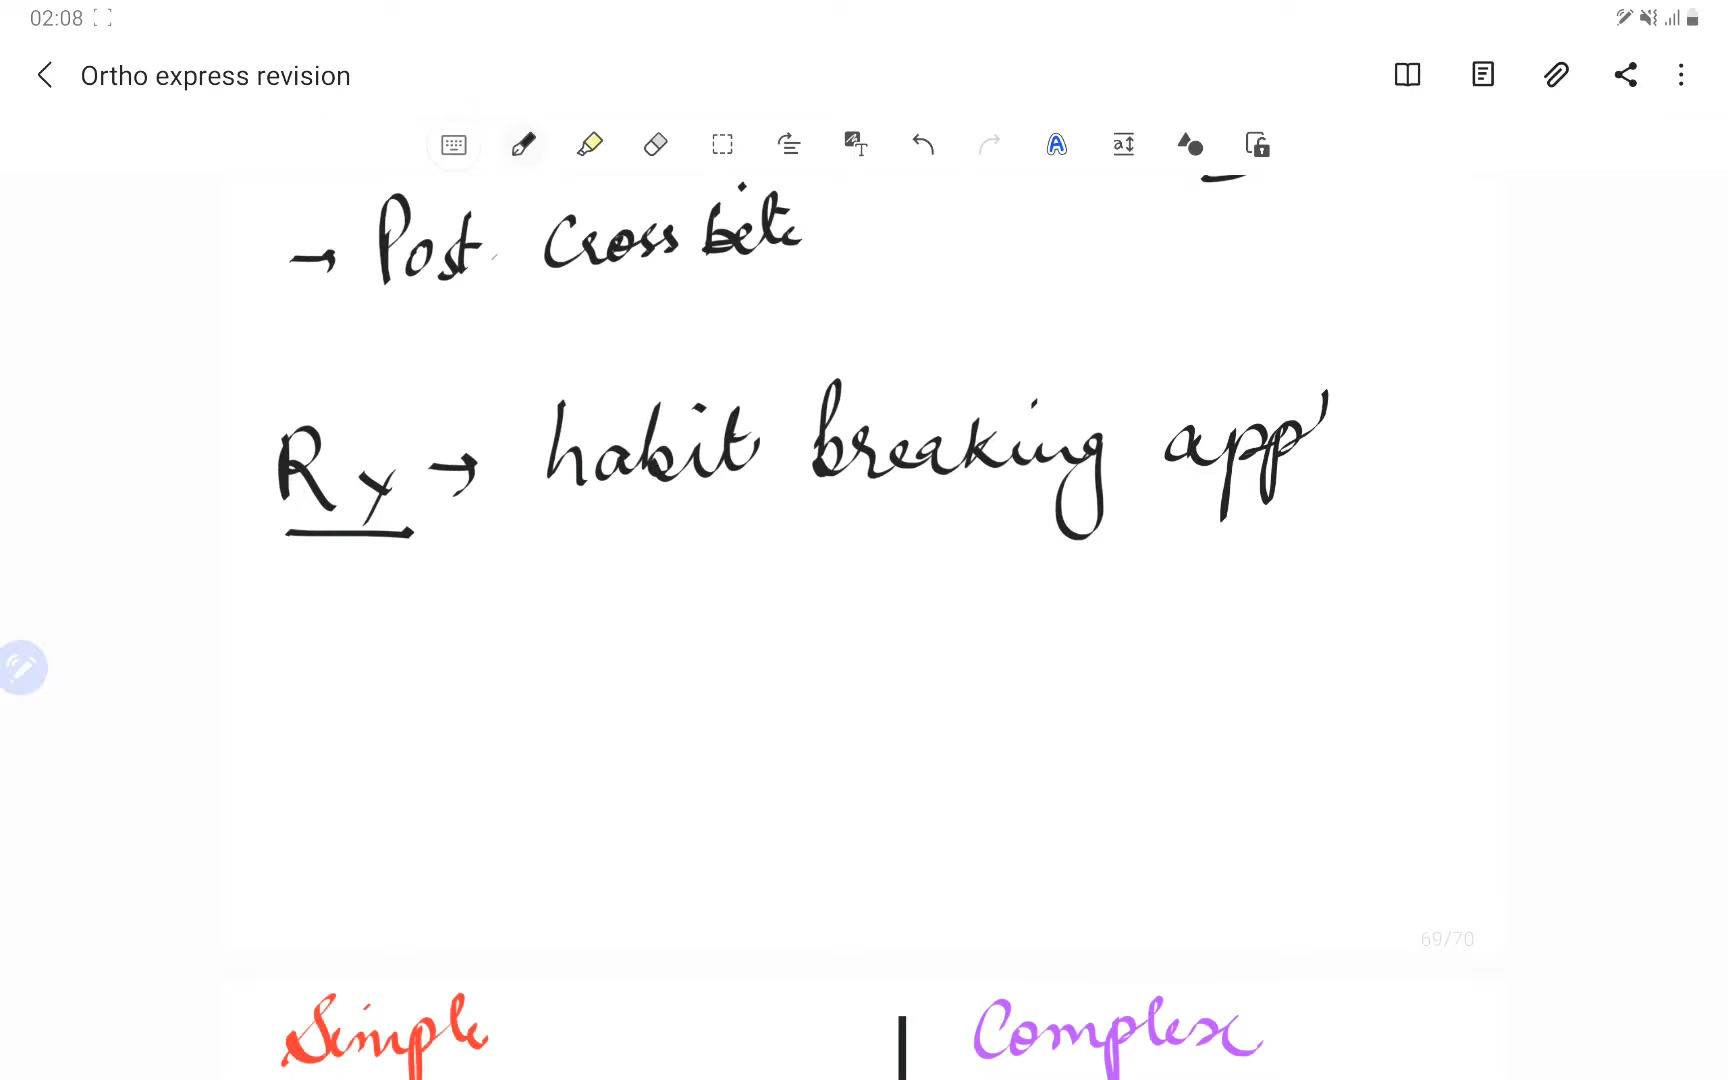 02:08
Ortho express revision
→ Post. Cross bite
Rx → habit breaking app'
69/70
Simple
Complex